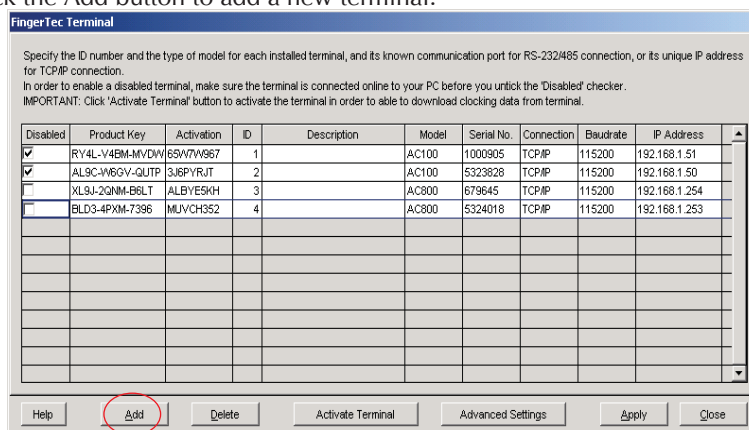 ck the Add button to add a new terminal.
FingerTec Terminal
Specify the ID number and the type of model for each installed terminal, and its known communication port for RS-232/485 connection, or its unique IP address
for TCP/IP connection.
In order to enable a disabled terminal, make sure the terminal is connected online to your PC before you untick the 'Disabled' checker.
IMPORTANT: Click 'Activate Terminal' button to activate the terminal in order to able to download clocking data from terminal.
Disabled Product Key Activation ID Description Model Serial No. Connection Baudrate IP Address
RY4L-V4BM-MVDW 65W7W967 1 AC100 1000905 TCP/IP 115200 192.168.1.51
AL9C-W6GV-QUTP 3J6PYRJT 2 AC100 5323828 TCP/IP 115200 192.168.1.50
XL9J-2QNM-B6LT ALBYE5KH 3 AC800 679645 TCP/IP 115200 192.168.1.254
BLD3-4PXM-7396 MUVCH352 4 AC800 5324018 TCP/IP 115200 192.168.1.253
Help Add Delete Activate Terminal Advanced Settings Apply Close